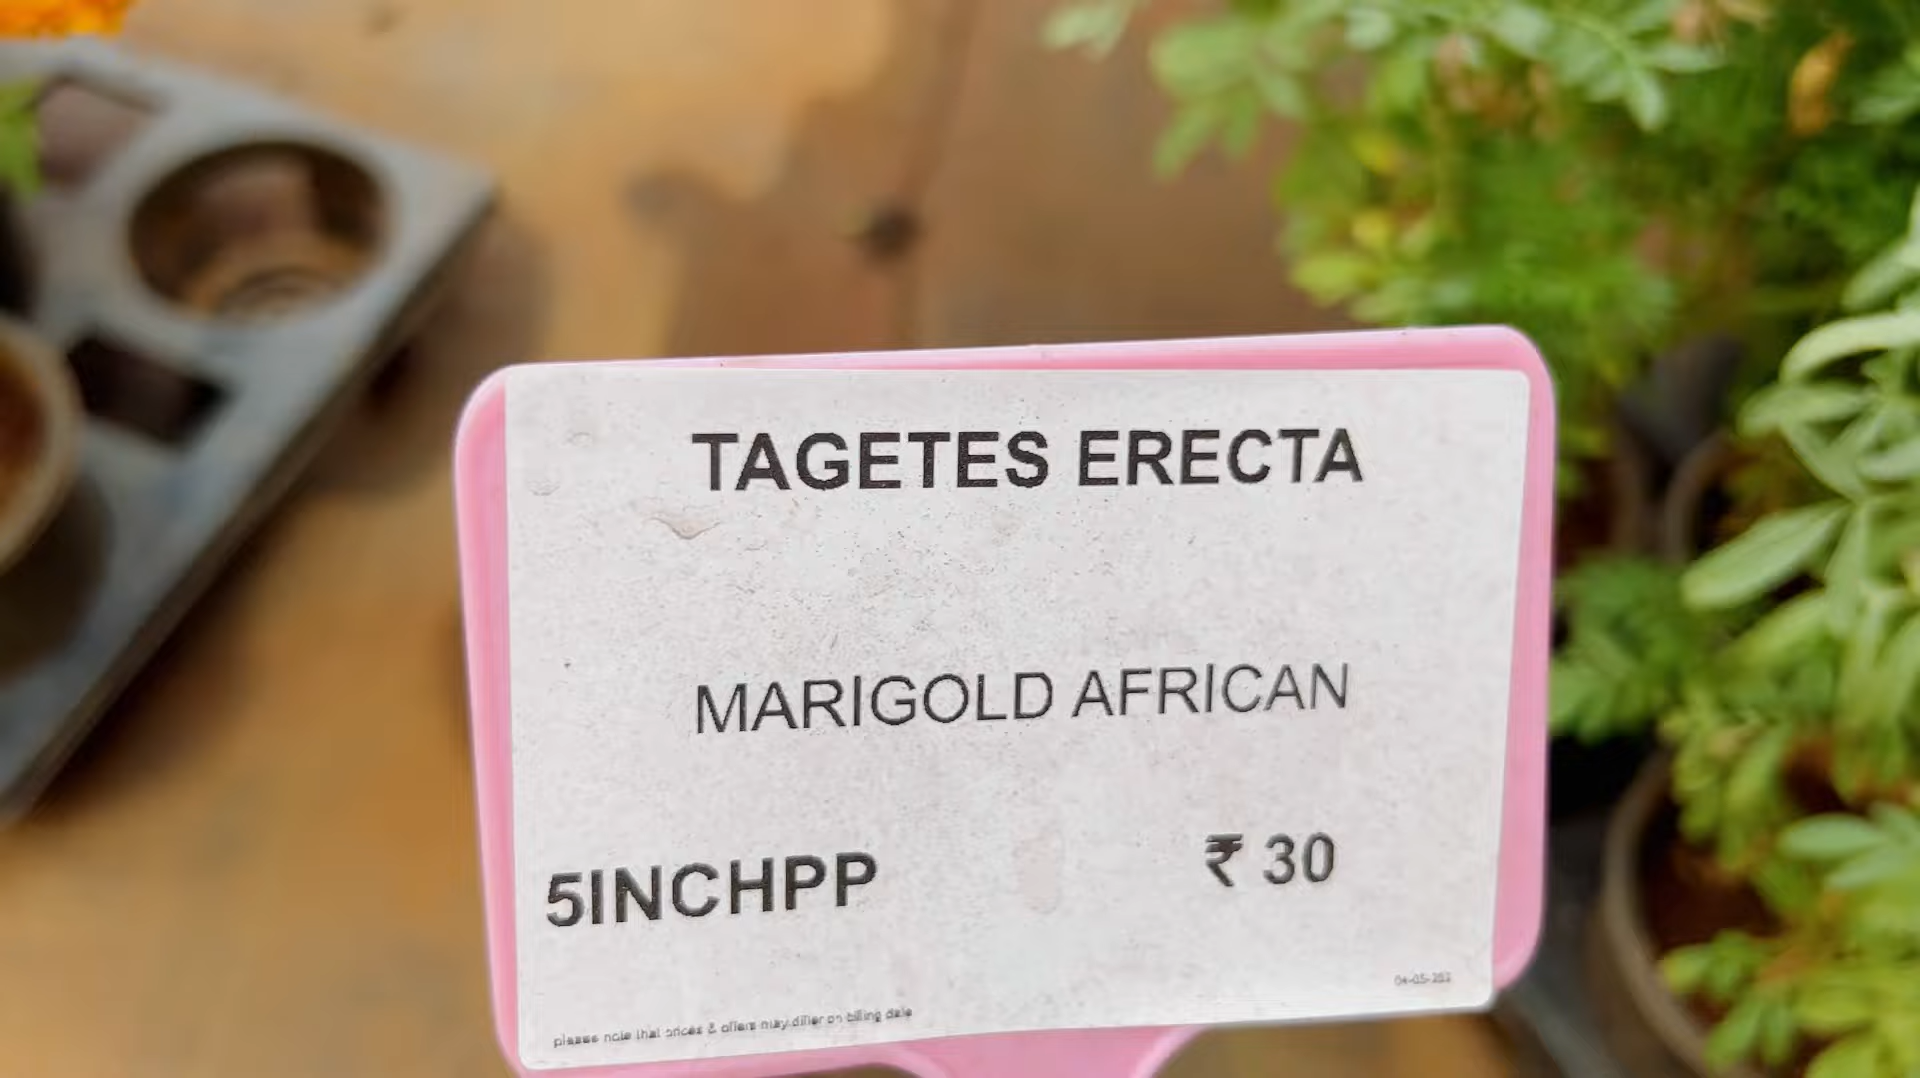 TAGETES ERECTA
MARIGOLD AFRICAN
5INCHPP ₹ 30
please note that prices & offers may differ on billing date